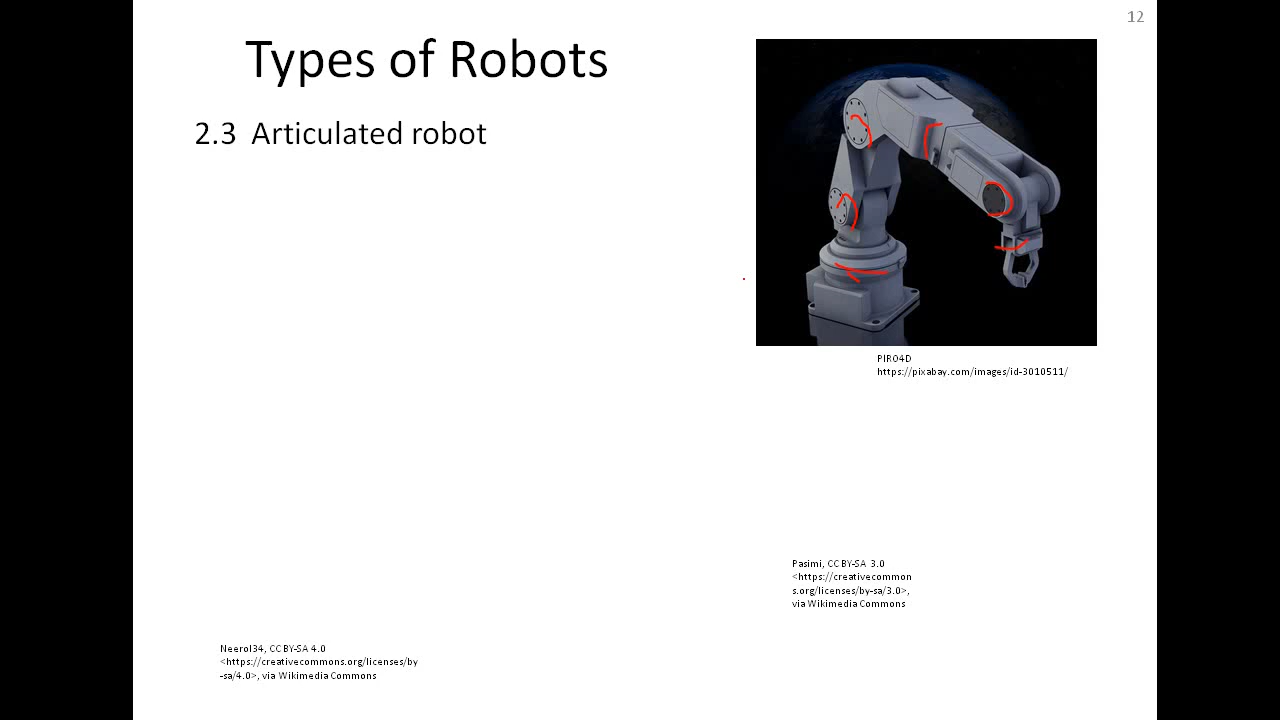 12
Types of Robots
2.3 Articulated robot
PIRO4D
https://pixabay.com/images/id-3010511/
Pasimi, CC BY-SA 3.0
<https://creativecommon
s.org/licenses/by-sa/3.0>,
via Wikimedia Commons
Neerol34, CC BY-SA 4.0
<https://creativecommons.org/licenses/by
-sa/4.0>, via Wikimedia Commons